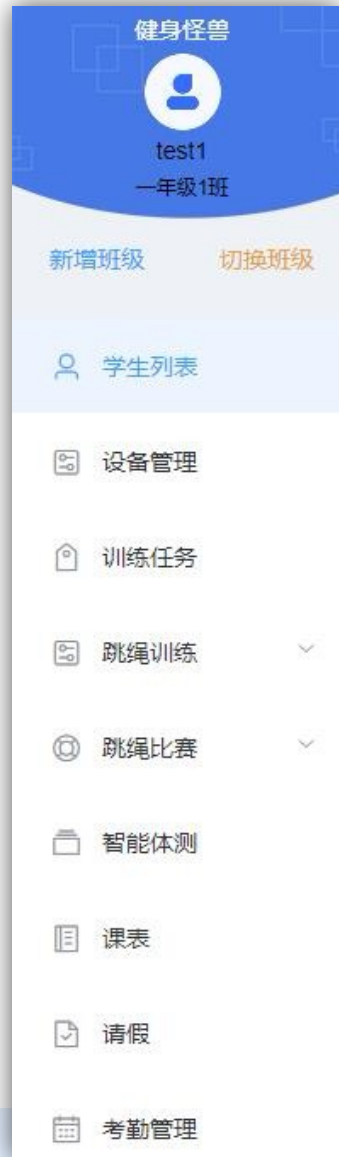 健身怪兽
test1
一年级1班
新增班级 切换班级
学生列表
设备管理
训练任务
跳绳训练
跳绳比赛
智能体测
课表
请假
考勤管理